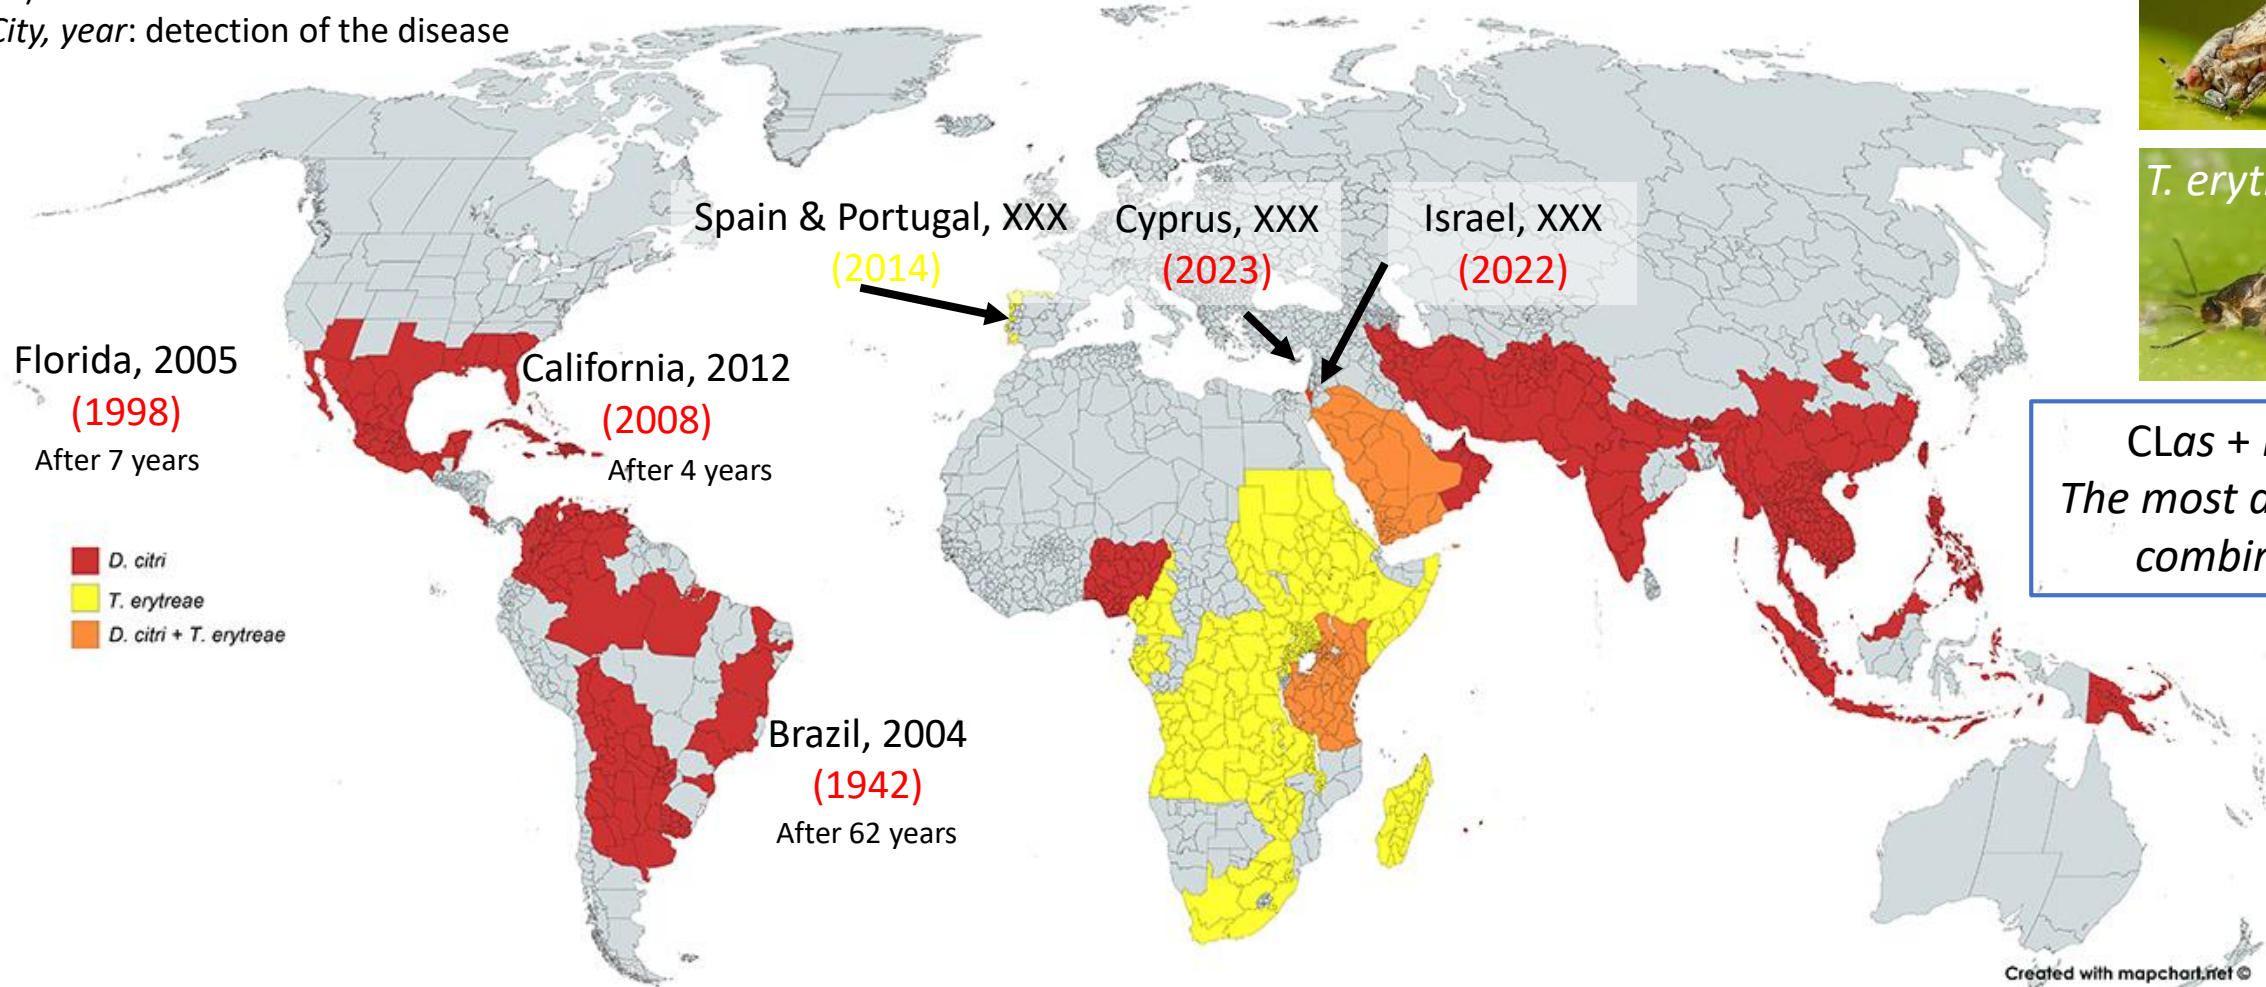 City, year: detection of the disease
T. eryt
Spain & Portugal, XXX
(2014)
Cyprus, XXX
(2023)
Israel, XXX
(2022)
Florida, 2005
(1998)
After 7 years
California, 2012
(2008)
After 4 years
CLas +
The most
combin
D. citri
T. erytreae
D. citri + T. erytreae
Brazil, 2004
(1942)
After 62 years
Created with mapchart.net ©